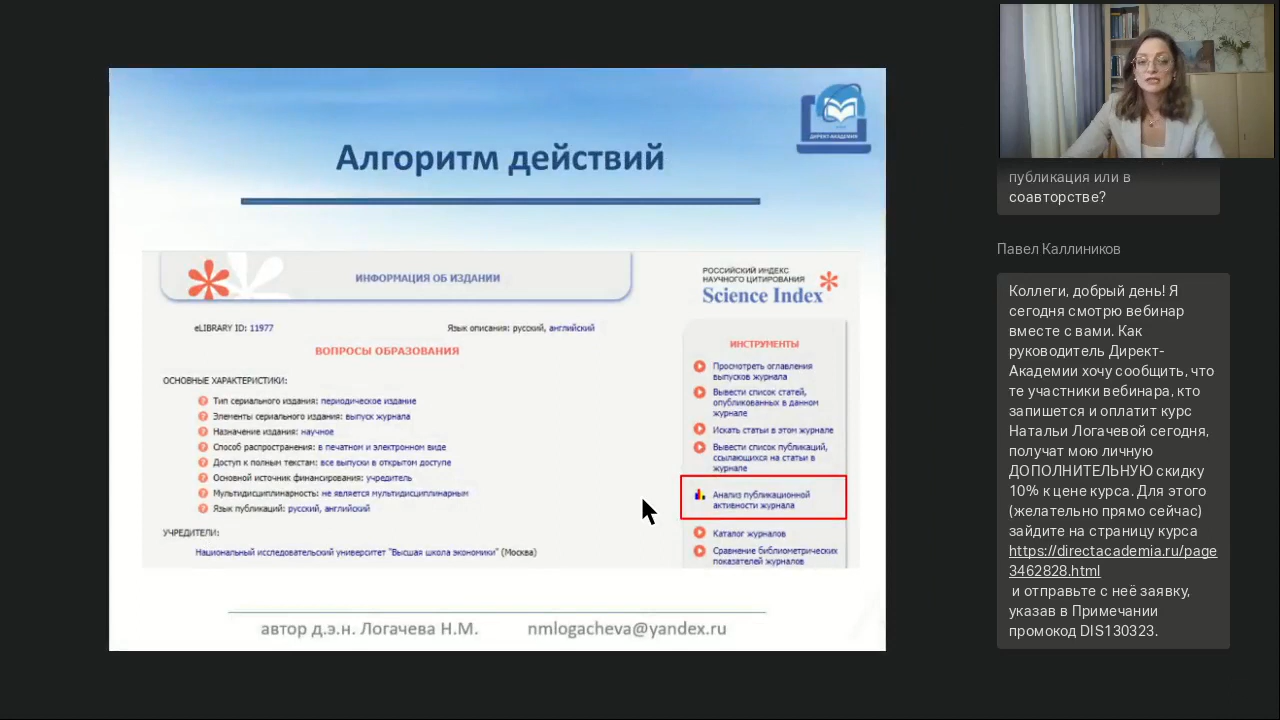 ДИРЕКТ-АКАДЕМИЯ
Алгоритм действий
ИНФОРМАЦИЯ ОБ ИЗДАНИИ
eLIBRARY ID: 11977
Язык описания: русский, английский
ВОПРОСЫ ОБРАЗОВАНИЯ
ОСНОВНЫЕ ХАРАКТЕРИСТИКИ:
Тип сериального издания: периодическое издание
Элементы сериального издания: выпуск журнала
Назначение издания: научное
Способ распространения: в печатном и электронном виде
Доступ к полным текстам: все выпуски в открытом доступе
Основной источник финансирования: учредитель
Мультидисциплинарность: не является мультидисциплинарным
Язык публикаций: русский, английский
УЧРЕДИТЕЛИ:
Национальный исследовательский университет "Высшая школа экономики" (Москва)
РОССИЙСКИЙ ИНДЕКС
НАУЧНОГО ЦИТИРОВАНИЯ
Science Index
ИНСТРУМЕНТЫ
Просмотреть оглавления
выпусков журнала
Вывести список статей,
опубликованных в данном
журнале
Искать статьи в этом журнале
Вывести список публикаций,
ссылающихся на статьи в
журнале
Анализ публикационной
активности журнала
Каталог журналов
Сравнение библиометрических
показателей журналов
автор д.э.н. Логачева Н.М. nmlogacheva@yandex.ru
публикация или в
соавторстве?
Павел Каллиников
Коллеги, добрый день! Я
сегодня смотрю вебинар
вместе с вами. Как
руководитель Директ-
Академии хочу сообщить, что
те участники вебинара, кто
запишется и оплатит курс
Натальи Логачевой сегодня,
получат мою личную
ДОПОЛНИТЕЛЬНУЮ скидку
10% к цене курса. Для этого
(желательно прямо сейчас)
зайдите на страницу курса
https://directacademia.ru/page
3462828.html
и отправьте с неё заявку,
указав в Примечании
промокод DIS130323.